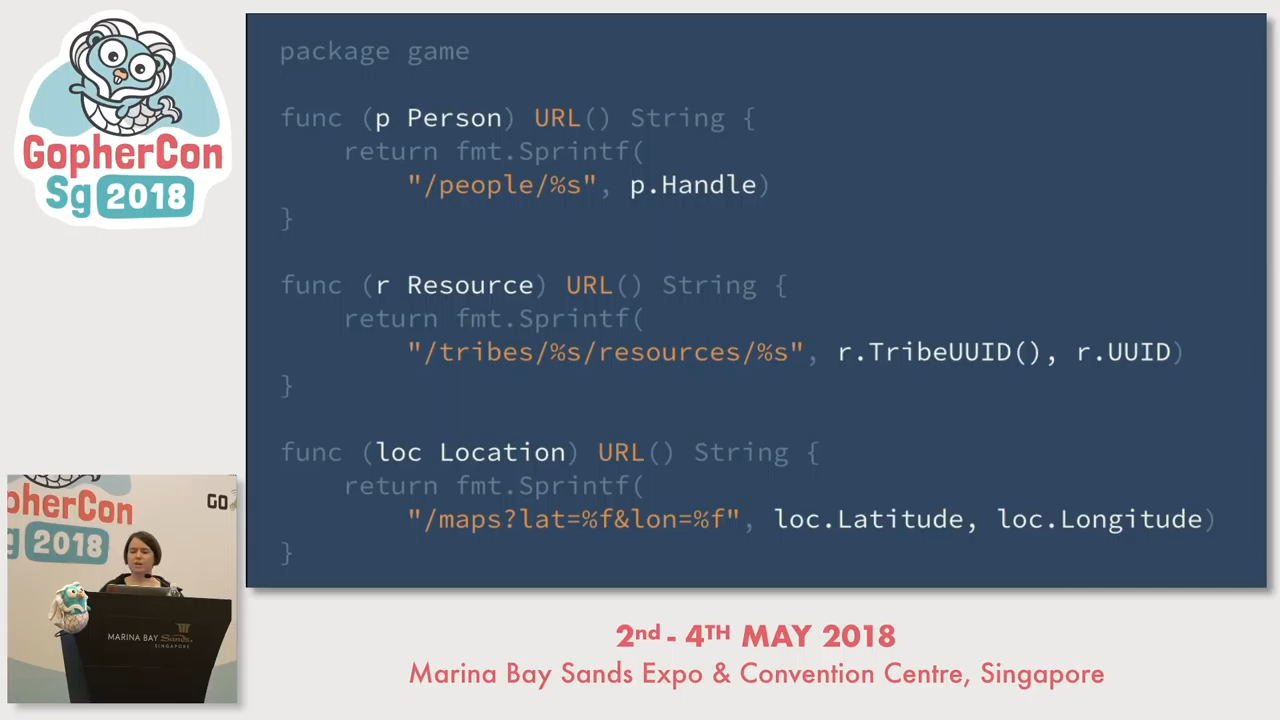 GopherCon
Sg 2018
package game
func (p Person) URL() String {
    return fmt.Sprintf(
        "/people/%s", p.Handle)
}
func (r Resource) URL() String {
    return fmt.Sprintf(
        "/tribes/%s/resources/%s", r.TribeUUID(), r.UUID)
}
func (loc Location) URL() String {
    return fmt.Sprintf(
        "/maps?lat=%f&lon=%f", loc.Latitude, loc.Longitude)
}
pherCon
g 2018
GO
MARINA BAY Sands
SINGAPORE
2nd - 4TH MAY 2018
Marina Bay Sands Expo & Convention Centre, Singapore